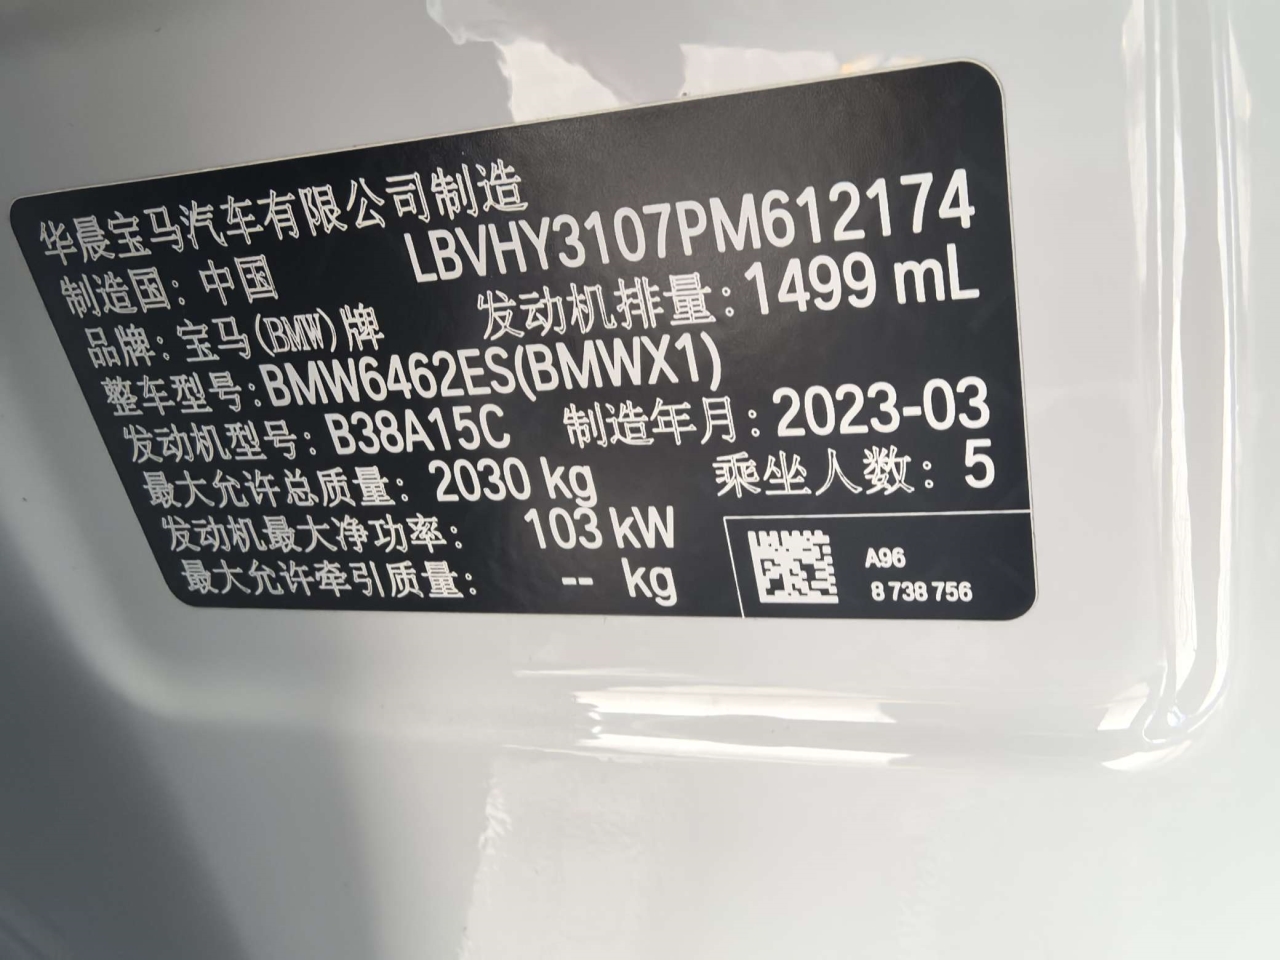 华晨宝马汽车有限公司制造
LBVHY3107PM612174
制造国：中国
发动机排量：1499 mL
品牌：宝马(BMW)牌
整车型号：BMW6462ES(BMWX1)
发动机型号：B38A15C 制造年月：2023-03
最大允许总质量：2030 kg 乘坐人数：5
发动机最大净功率：103 kW
最大允许牵引质量：-- kg
A96
8 738 756